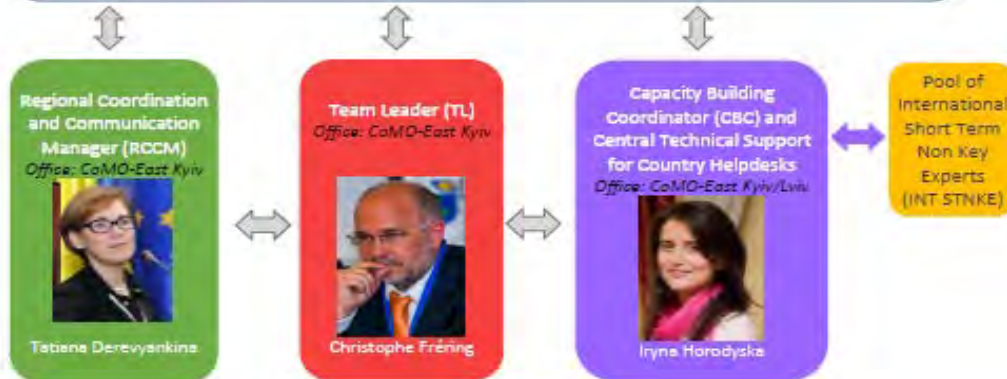 Regional Coordination
and Communication
Manager (RCCM)
Office: CoMO-East Kyiv
Tatiana Derevyankina
Team Leader (TL)
Office: CoMO-East Kyiv
Christophe Fréring
Capacity Building
Coordinator (CBC) and
Central Technical Support
for Country Helpdesks
Office: CoMO-East Kyiv/Lviv
Iryna Horodyska
Pool of
International
Short Term
Non Key
Experts
(INT STNKE)